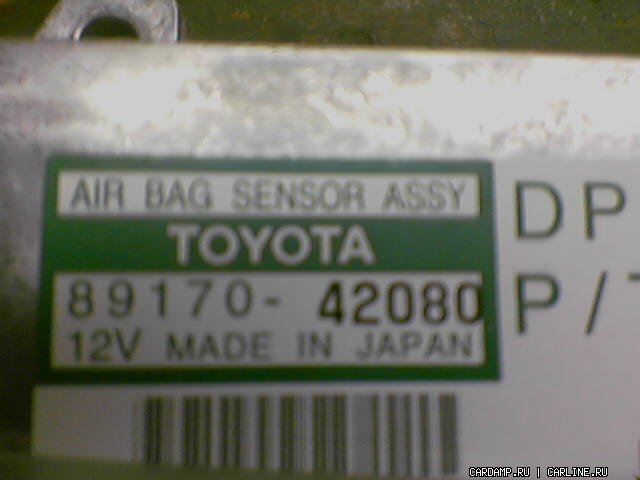 AIR BAG SENSOR ASSY
TOYOTA
89170-42080
12V MADE IN JAPAN
DP
P/
CARDAMP.RU | CARLINE.RU